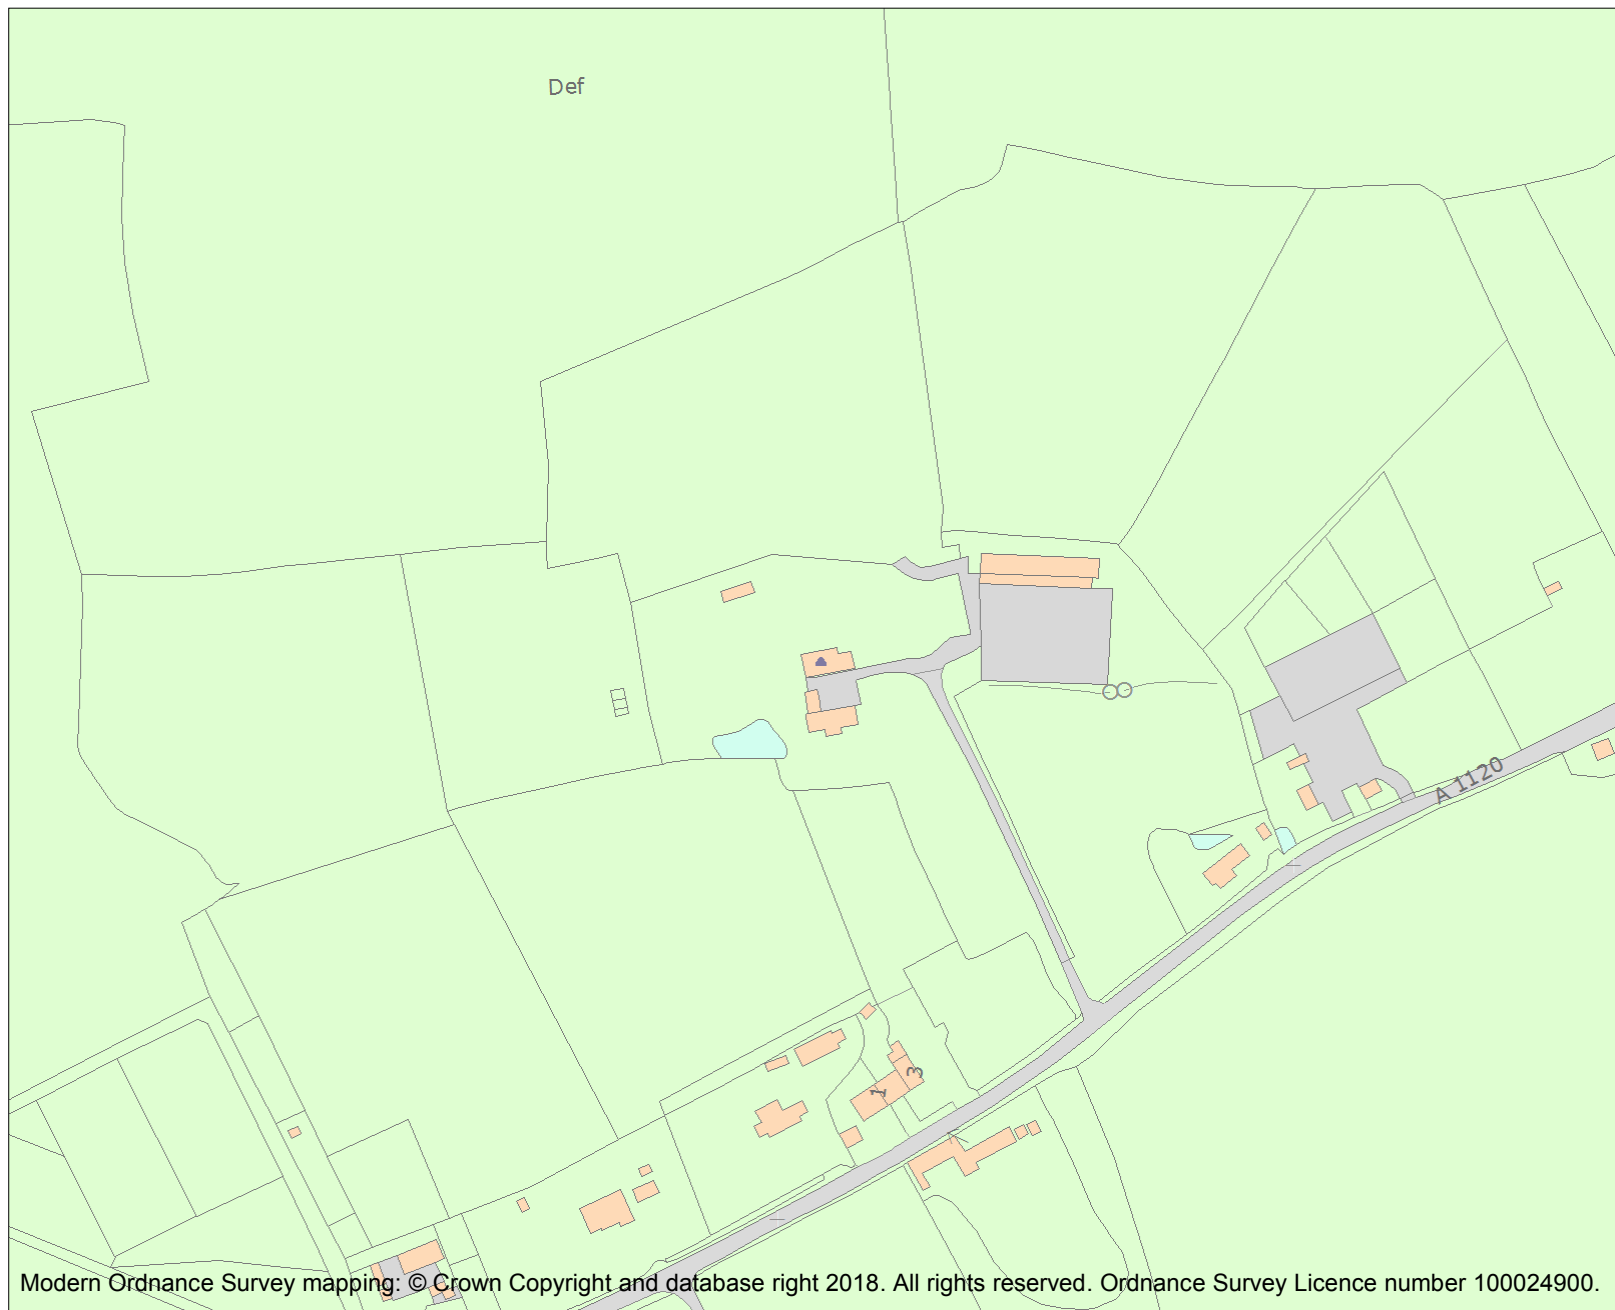 Def
A 1120
3
1
Modern Ordnance Survey mapping: © Crown Copyright and database right 2018. All rights reserved. Ordnance Survey Licence number 100024900.